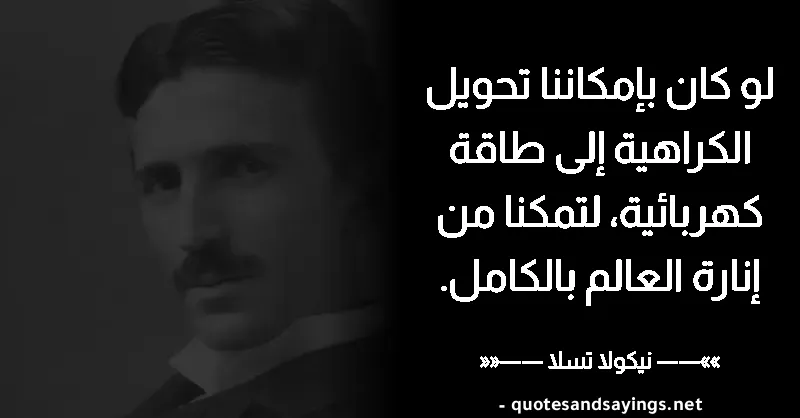 لو كان بإمكاننا تحويل
الكراهية إلى طاقة
كهربائية، لتمكنا من
إنارة العالم بالكامل.
»»——— نيكولا تسلا ———««
- quotesandsayings.net